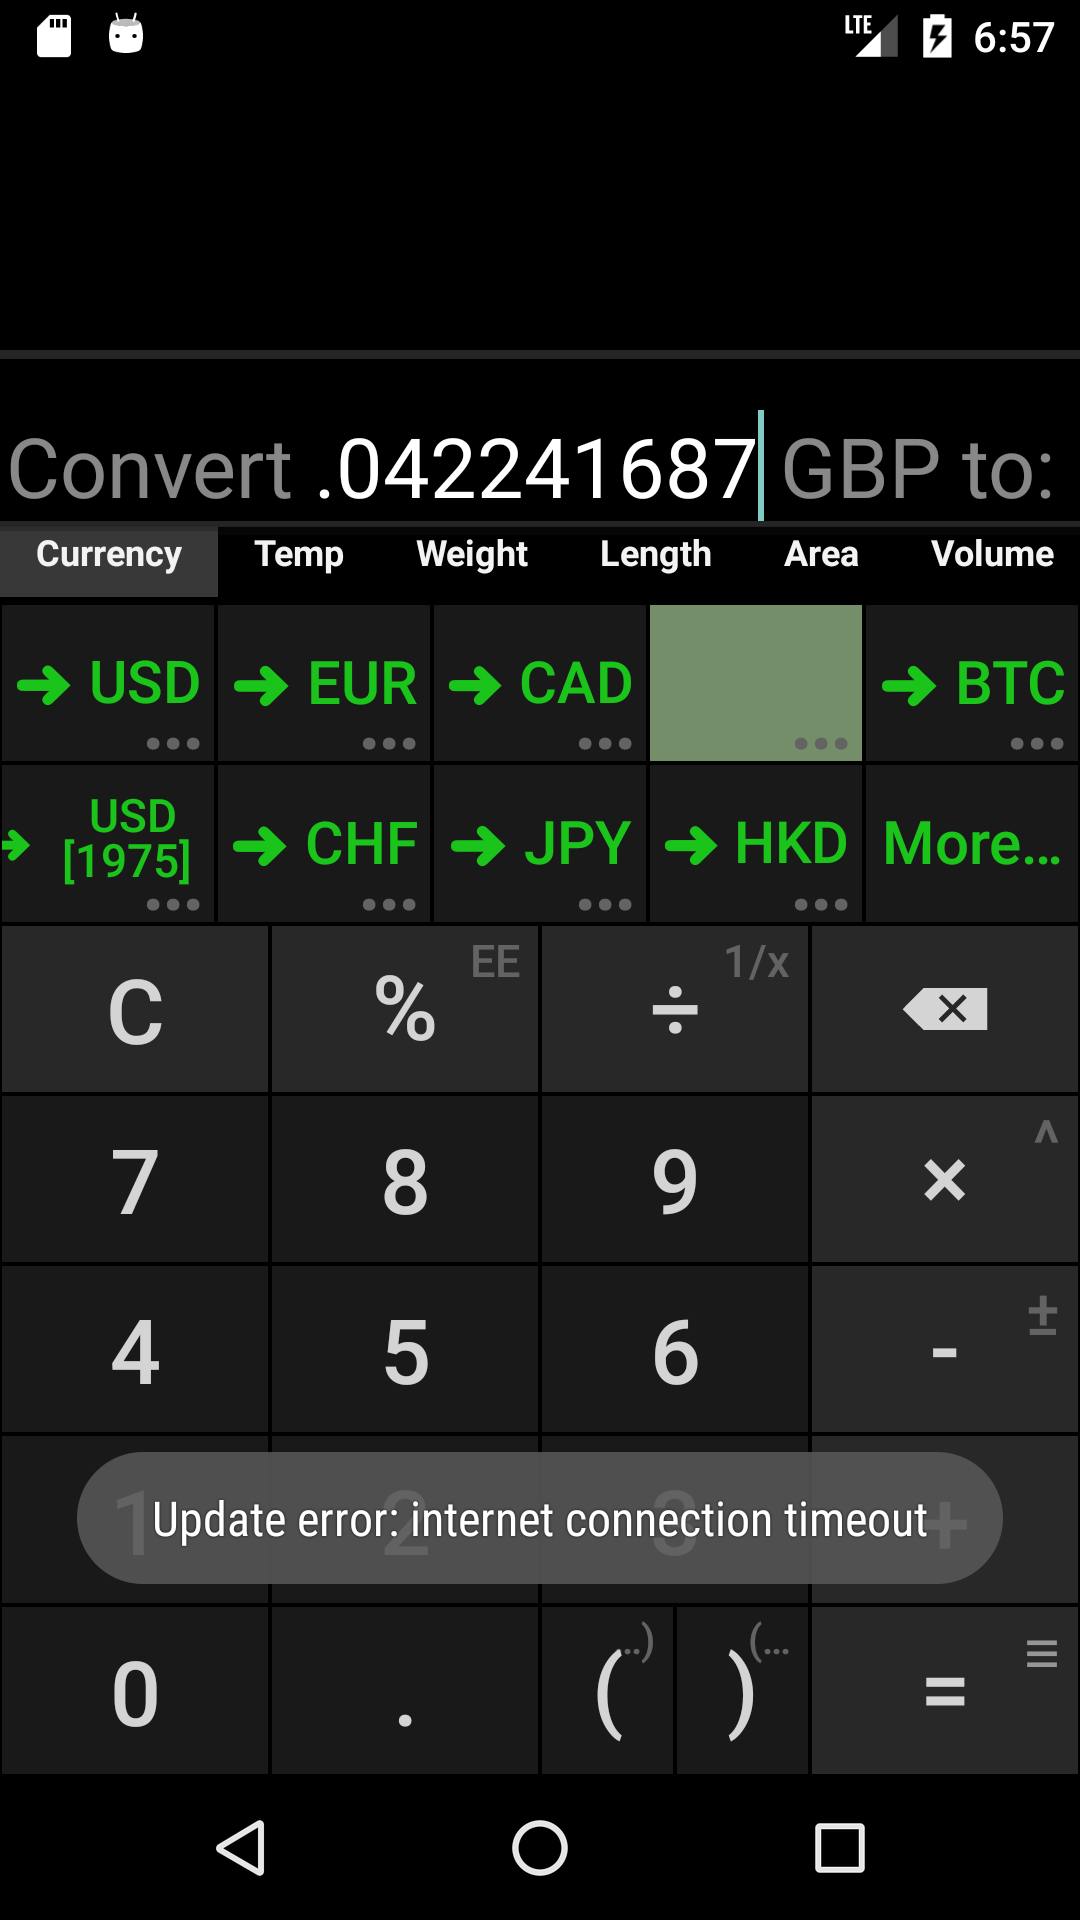 LTE 6:57
Convert .042241687 GBP to:
Currency Temp Weight Length Area Volume
→ USD → EUR → CAD → BTC
→ USD [1975] → CHF → JPY → HKD More...
C % EE ÷ 1/x
7 8 9 × ^
4 5 6 - ±
1 2 3 +
Update error: internet connection timeout
0 . ( ..) ) (... = ≡